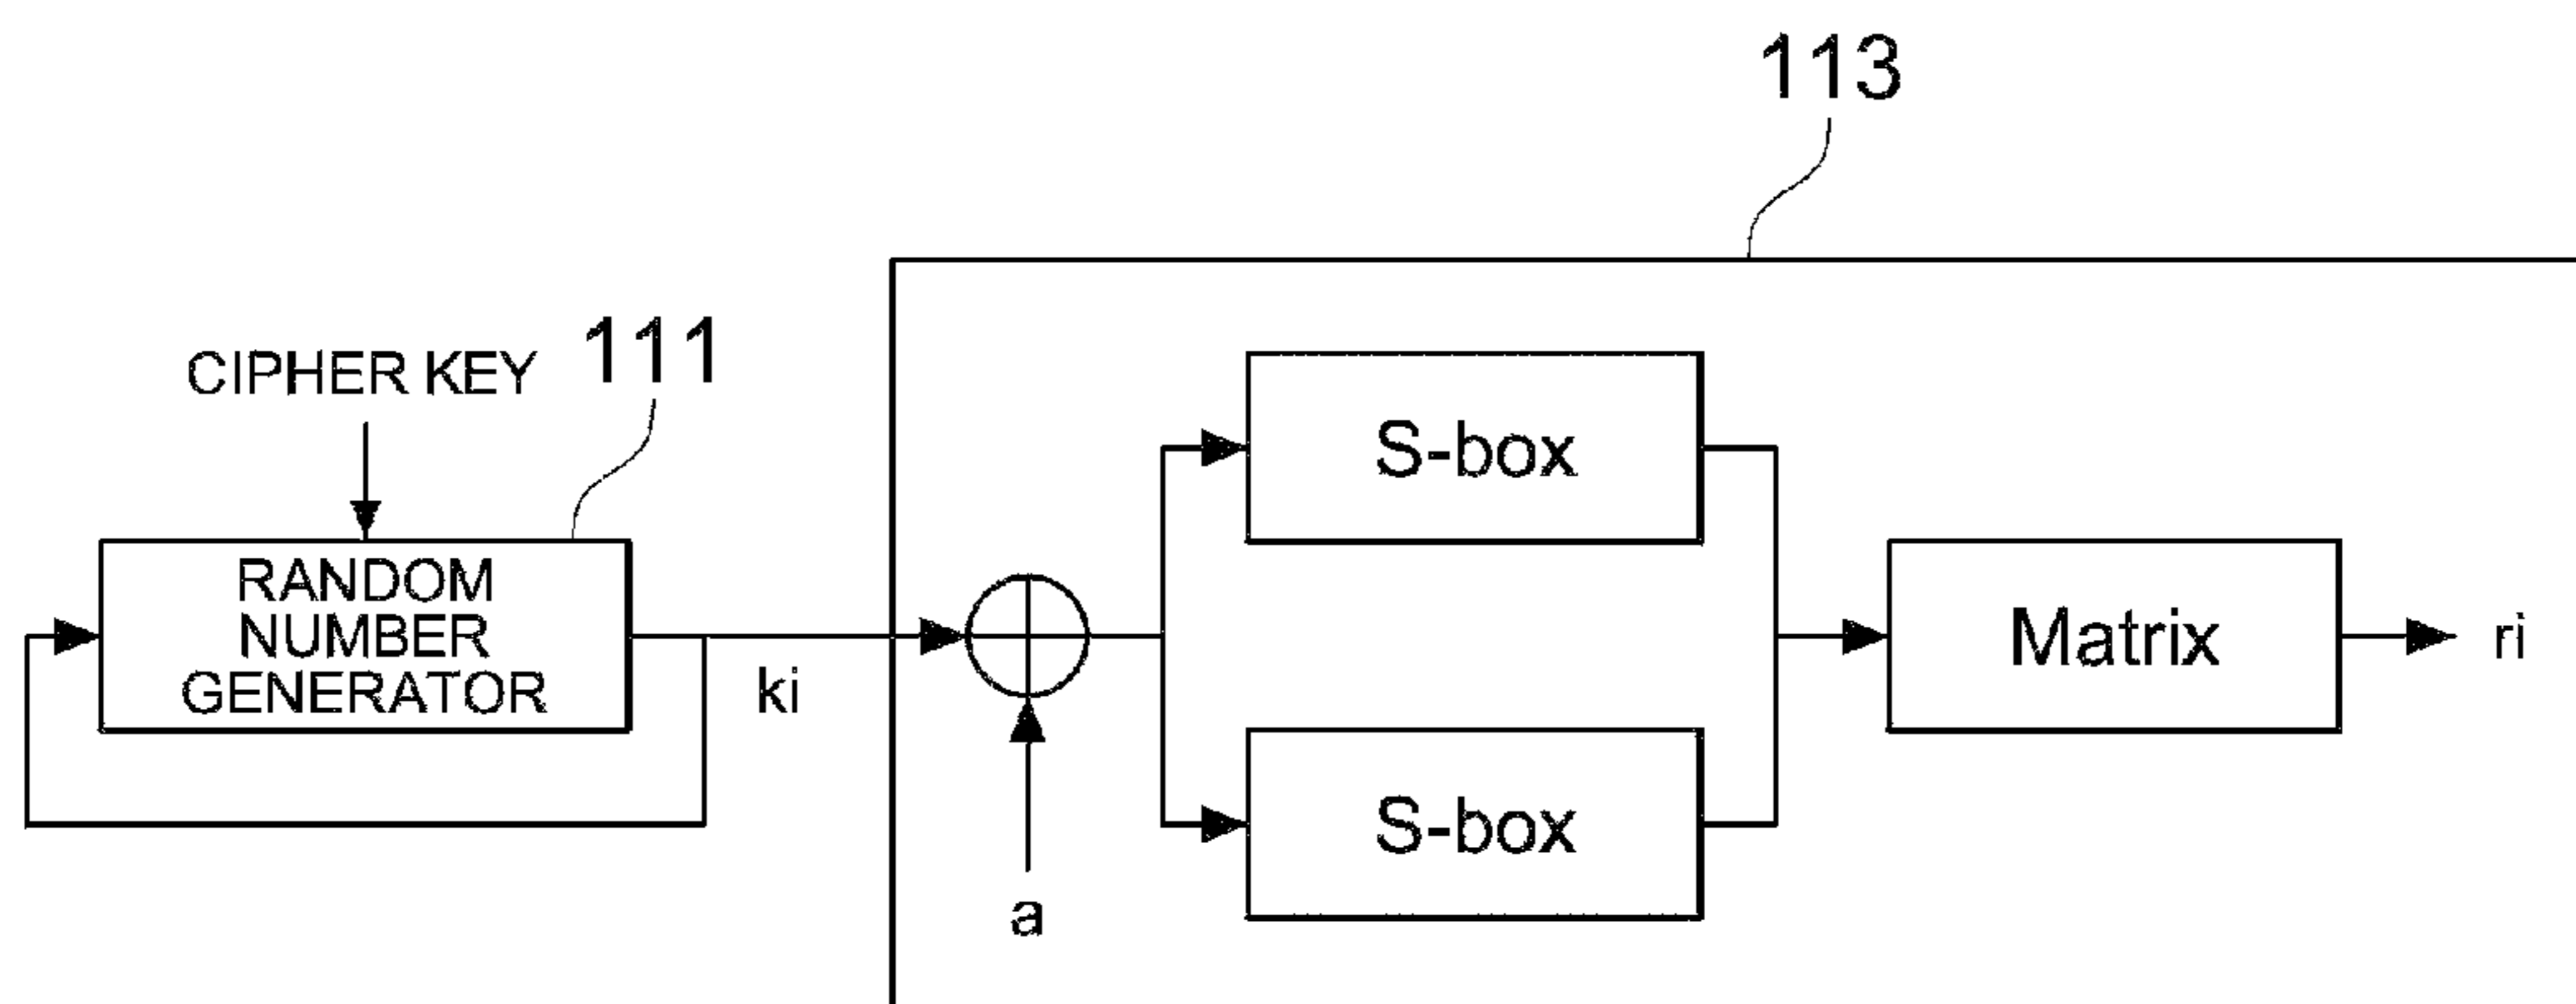 113
CIPHER KEY
111
S-box
RANDOM
NUMBER
GENERATOR
ki
Matrix
ri
S-box
a